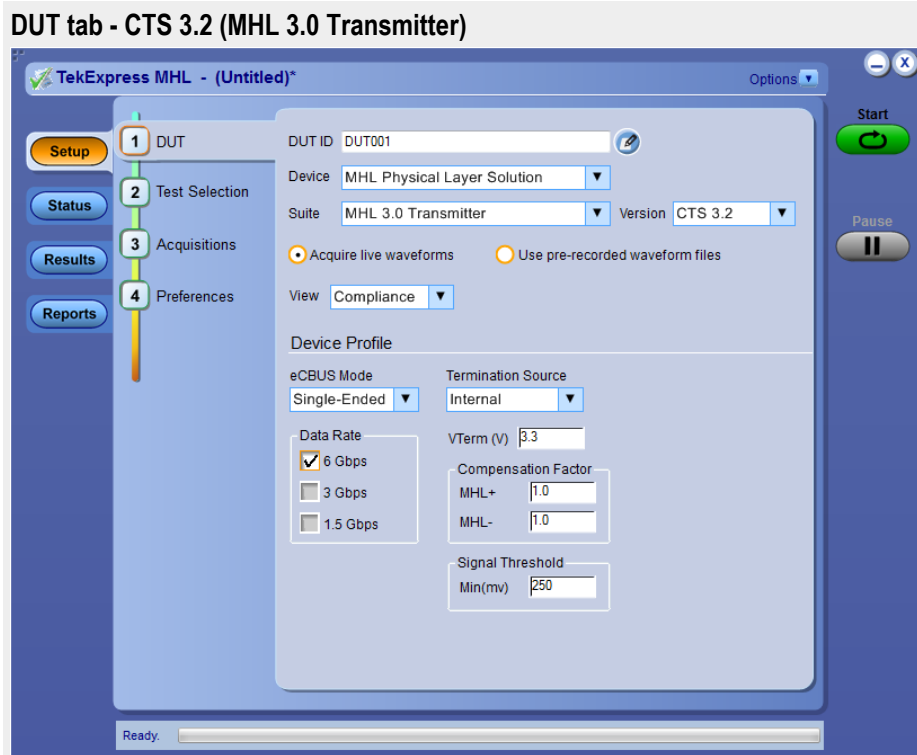 DUT tab - CTS 3.2 (MHL 3.0 Transmitter)
TekExpress MHL - (Untitled)*
Options
Start
Pause
Setup
Status
Results
Reports
1 DUT
2 Test Selection
3 Acquisitions
4 Preferences
DUT ID DUT001
Device MHL Physical Layer Solution
Suite MHL 3.0 Transmitter Version CTS 3.2
Acquire live waveforms Use pre-recorded waveform files
View Compliance
Device Profile
eCBUS Mode Termination Source
Single-Ended Internal
Data Rate
6 Gbps
3 Gbps
1.5 Gbps
VTerm (V) 3.3
Compensation Factor
MHL+ 1.0
MHL- 1.0
Signal Threshold
Min(mv) 250
Ready.